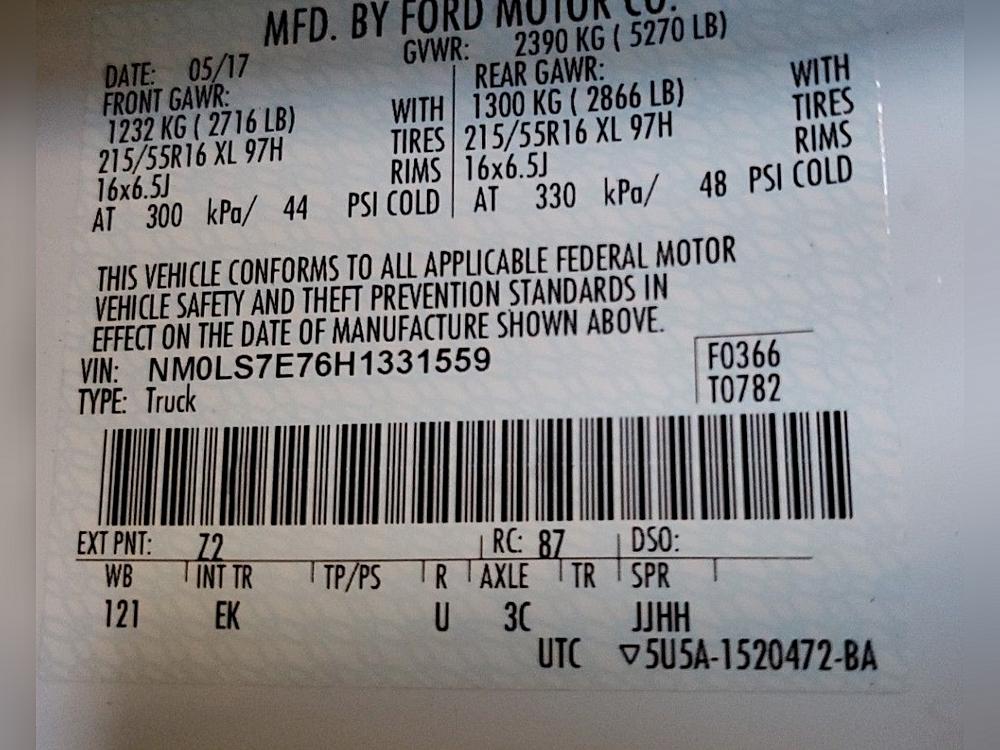 MFD. BY FORD MOTOR CO.
DATE: 05/17 GVWR: 2390 KG ( 5270 LB)
FRONT GAWR: REAR GAWR:
1232 KG ( 2716 LB) WITH 1300 KG ( 2866 LB) WITH
215/55R16 XL 97H TIRES 215/55R16 XL 97H TIRES
16x6.5J RIMS 16x6.5J RIMS
AT 300 kPa/ 44 PSI COLD AT 330 kPa/ 48 PSI COLD
THIS VEHICLE CONFORMS TO ALL APPLICABLE FEDERAL MOTOR
VEHICLE SAFETY AND THEFT PREVENTION STANDARDS IN
EFFECT ON THE DATE OF MANUFACTURE SHOWN ABOVE.
VIN: NM0LS7E76H1331559 F0366
TYPE: Truck T0782
EXT PNT: Z2 RC: 87 DSO:
WB INT TR TP/PS R AXLE TR SPR
121 EK U 3C JJHH
UTC ▽5U5A-1520472-BA